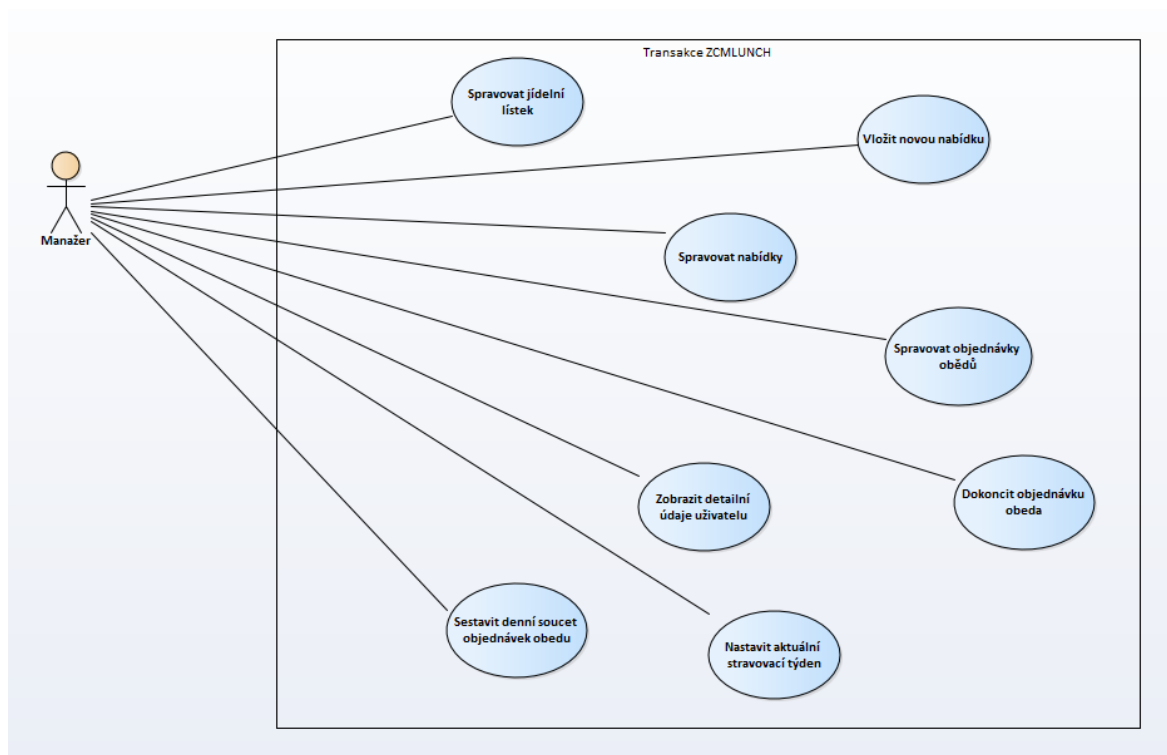 Transakce ZCMLUNCH
Spravovat jídelní
lístek
Vložit novou nabídku
Manažer
Spravovat nabídky
Spravovat objednávky
obědů
Zobrazit detailní
údaje uživatelu
Dokoncit objednávku
obeda
Sestavit denní soucet
objednávek obedu
Nastavit aktuální
stravovací týden